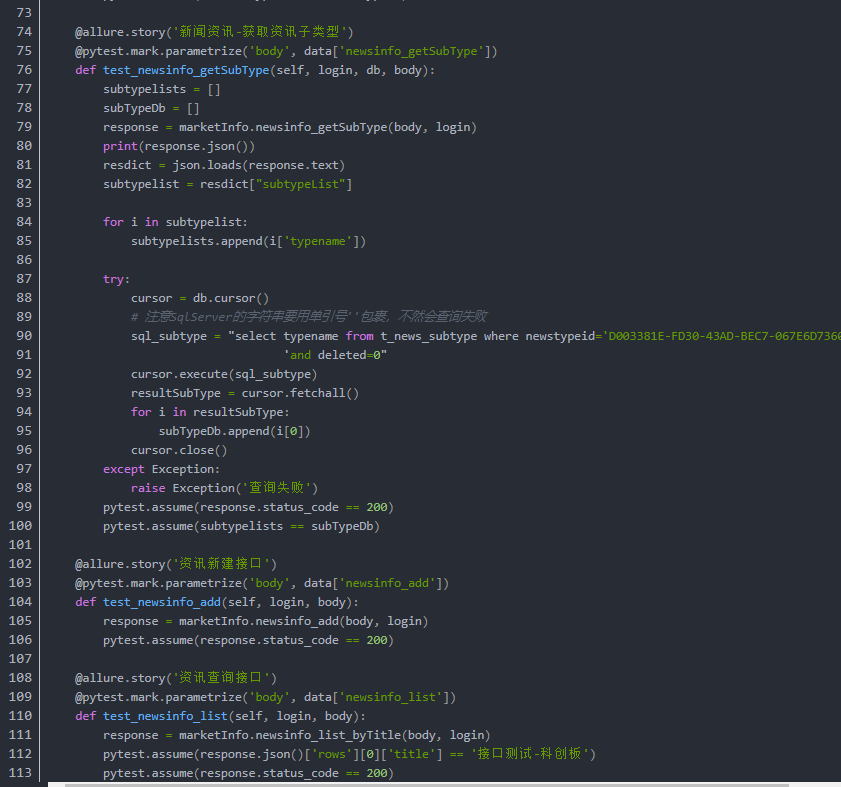 73
74 @allure.story('新闻资讯-获取资讯子类型')
75 @pytest.mark.parametrize('body', data['newsinfo_getSubType'])
76 def test_newsinfo_getSubType(self, login, db, body):
77 subtypelists = []
78 subTypeDb = []
79 response = marketInfo.newsinfo_getSubType(body, login)
80 print(response.json())
81 resdict = json.loads(response.text)
82 subtypelist = resdict["subtypeList"]
83
84 for i in subtypelist:
85 subtypelists.append(i['typename'])
86
87 try:
88 cursor = db.cursor()
89 # 注意SqlServer的字符串要用单引号''包裹，不然会查询失败
90 sql_subtype = "select typename from t_news_subtype where newstypeid='D003381E-FD30-43AD-BEC7-067E6D7360
91 'and deleted=0"
92 cursor.execute(sql_subtype)
93 resultSubType = cursor.fetchall()
94 for i in resultSubType:
95 subTypeDb.append(i[0])
96 cursor.close()
97 except Exception:
98 raise Exception('查询失败')
99 pytest.assume(response.status_code == 200)
100 pytest.assume(subtypelists == subTypeDb)
101
102 @allure.story('资讯新建接口')
103 @pytest.mark.parametrize('body', data['newsinfo_add'])
104 def test_newsinfo_add(self, login, body):
105 response = marketInfo.newsinfo_add(body, login)
106 pytest.assume(response.status_code == 200)
107
108 @allure.story('资讯查询接口')
109 @pytest.mark.parametrize('body', data['newsinfo_list'])
110 def test_newsinfo_list(self, login, body):
111 response = marketInfo.newsinfo_list_byTitle(body, login)
112 pytest.assume(response.json()['rows'][0]['title'] == '接口测试-科创板')
113 pytest.assume(response.status_code == 200)